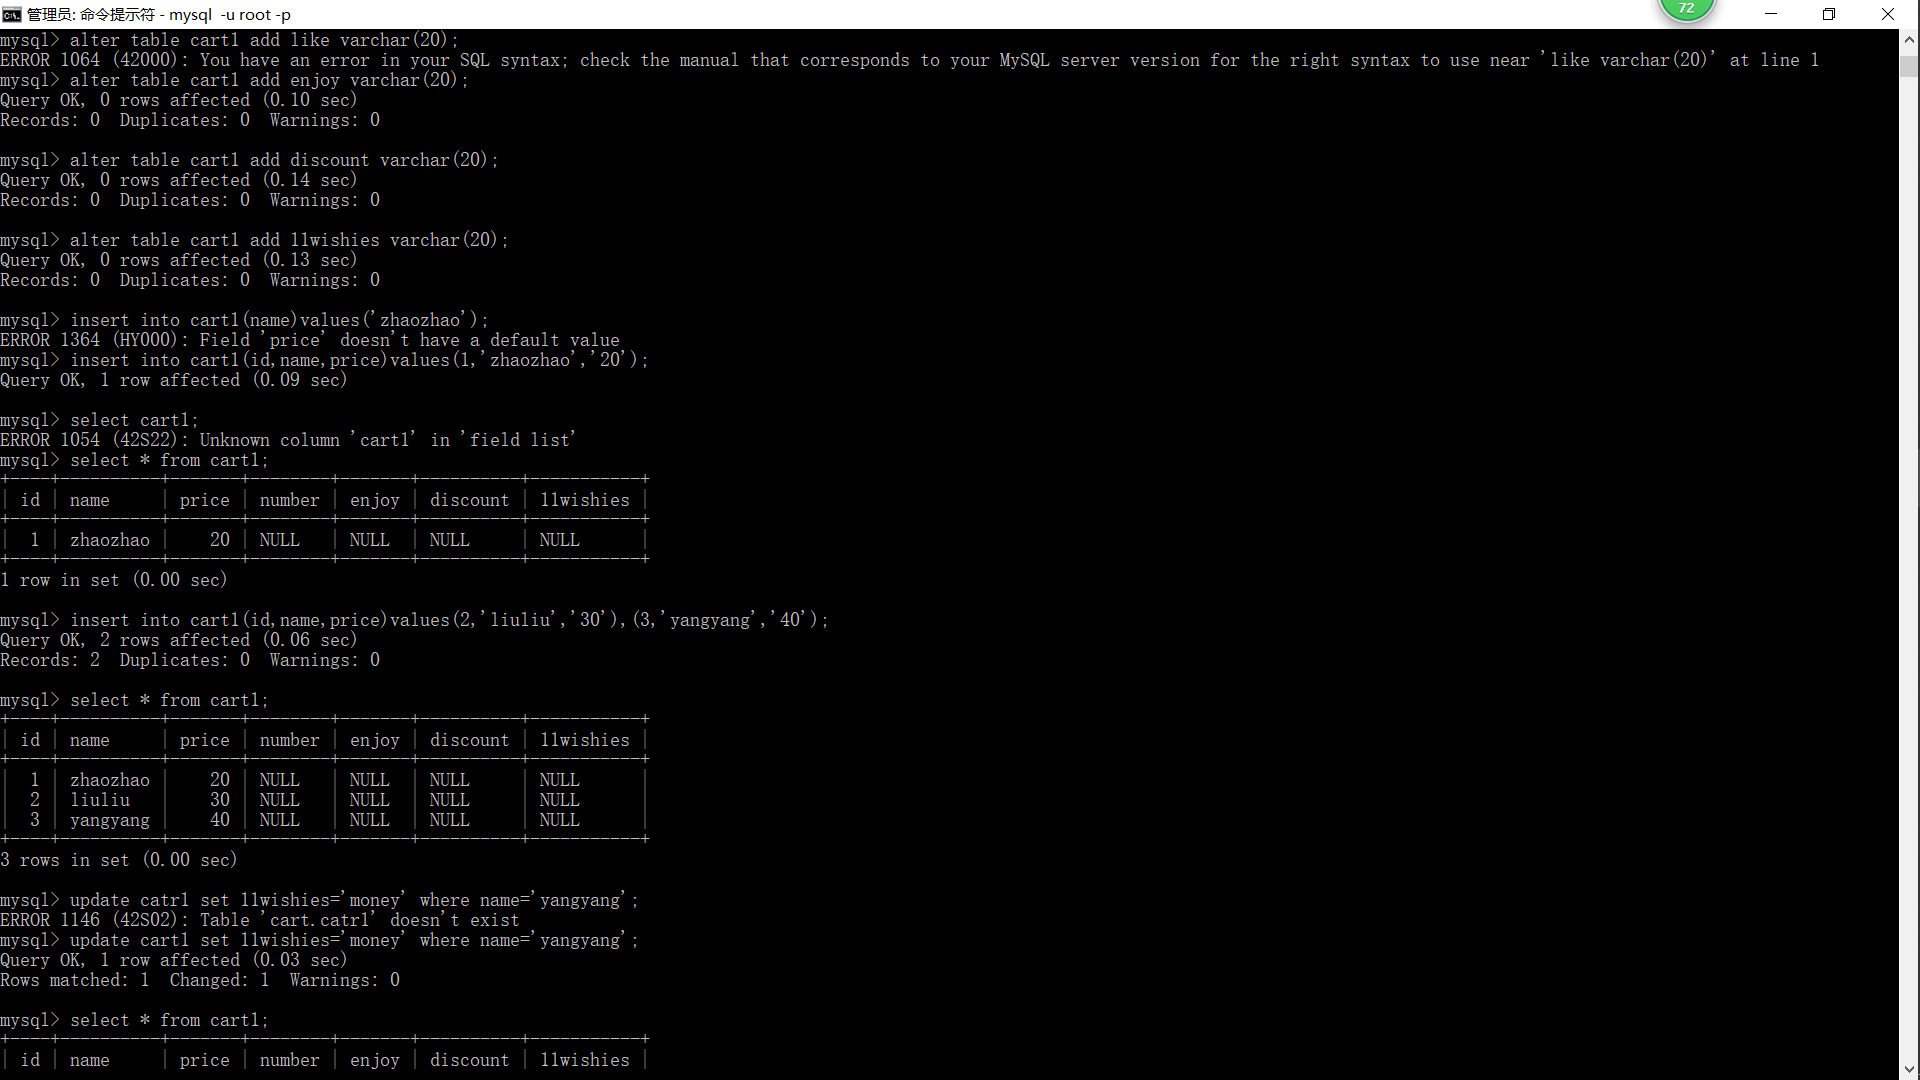 管理员: 命令提示符 - mysql  -u root -p
72
mysql> alter table cart1 add like varchar(20);
ERROR 1064 (42000): You have an error in your SQL syntax; check the manual that corresponds to your MySQL server version for the right syntax to use near 'like varchar(20)' at line 1
mysql> alter table cart1 add enjoy varchar(20);
Query OK, 0 rows affected (0.10 sec)
Records: 0  Duplicates: 0  Warnings: 0
mysql> alter table cart1 add discount varchar(20);
Query OK, 0 rows affected (0.14 sec)
Records: 0  Duplicates: 0  Warnings: 0
mysql> alter table cart1 add llwishies varchar(20);
Query OK, 0 rows affected (0.13 sec)
Records: 0  Duplicates: 0  Warnings: 0
mysql> insert into cart1(name)values('zhaozhao');
ERROR 1364 (HY000): Field 'price' doesn't have a default value
mysql> insert into cart1(id,name,price)values(1,'zhaozhao','20');
Query OK, 1 row affected (0.09 sec)
mysql> select cart1;
ERROR 1054 (42S22): Unknown column 'cart1' in 'field list'
mysql> select * from cart1;
+----+----------+-------+--------+-------+----------+-----------+
| id | name     | price | number | enjoy | discount | llwishies |
+----+----------+-------+--------+-------+----------+-----------+
|  1 | zhaozhao |    20 | NULL   | NULL  | NULL     | NULL      |
+----+----------+-------+--------+-------+----------+-----------+
1 row in set (0.00 sec)
mysql> insert into cart1(id,name,price)values(2,'liuliu','30'),(3,'yangyang','40');
Query OK, 2 rows affected (0.06 sec)
Records: 2  Duplicates: 0  Warnings: 0
mysql> select * from cart1;
+----+----------+-------+--------+-------+----------+-----------+
| id | name     | price | number | enjoy | discount | llwishies |
+----+----------+-------+--------+-------+----------+-----------+
|  1 | zhaozhao |    20 | NULL   | NULL  | NULL     | NULL      |
|  2 | liuliu   |    30 | NULL   | NULL  | NULL     | NULL      |
|  3 | yangyang |    40 | NULL   | NULL  | NULL     | NULL      |
+----+----------+-------+--------+-------+----------+-----------+
3 rows in set (0.00 sec)
mysql> update catr1 set llwishies='money' where name='yangyang';
ERROR 1146 (42S02): Table 'cart.catr1' doesn't exist
mysql> update cart1 set llwishies='money' where name='yangyang';
Query OK, 1 row affected (0.03 sec)
Rows matched: 1  Changed: 1  Warnings: 0
mysql> select * from cart1;
+----+----------+-------+--------+-------+----------+-----------+
| id | name     | price | number | enjoy | discount | llwishies |